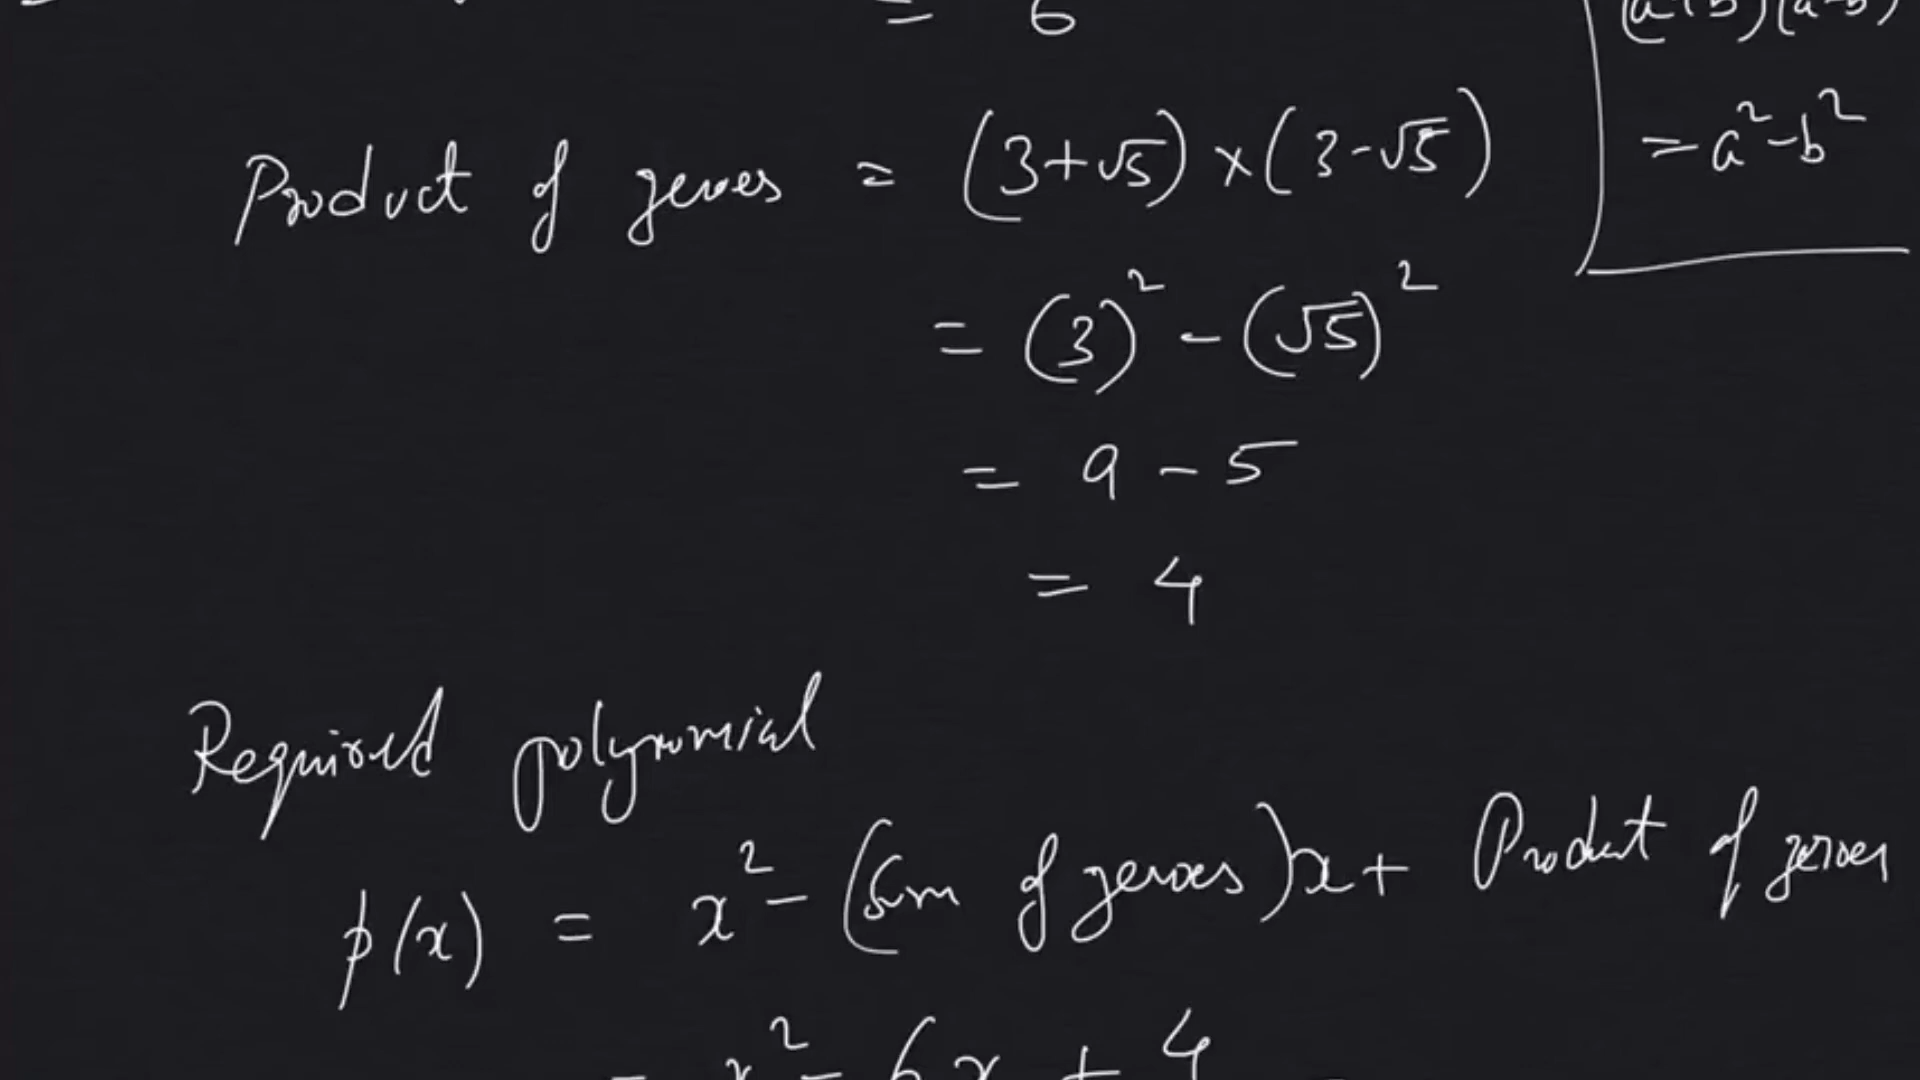 = 6
(a+b)(a-b)
= a² - b²
Product of zeroes = (3+√5) × (3-√5)
= (3)² - (√5)²
= 9 - 5
= 4
Required polynomial
p(x) = x² - (Sum of zeroes)x + Product of zeroes
= x² - 6x + 4